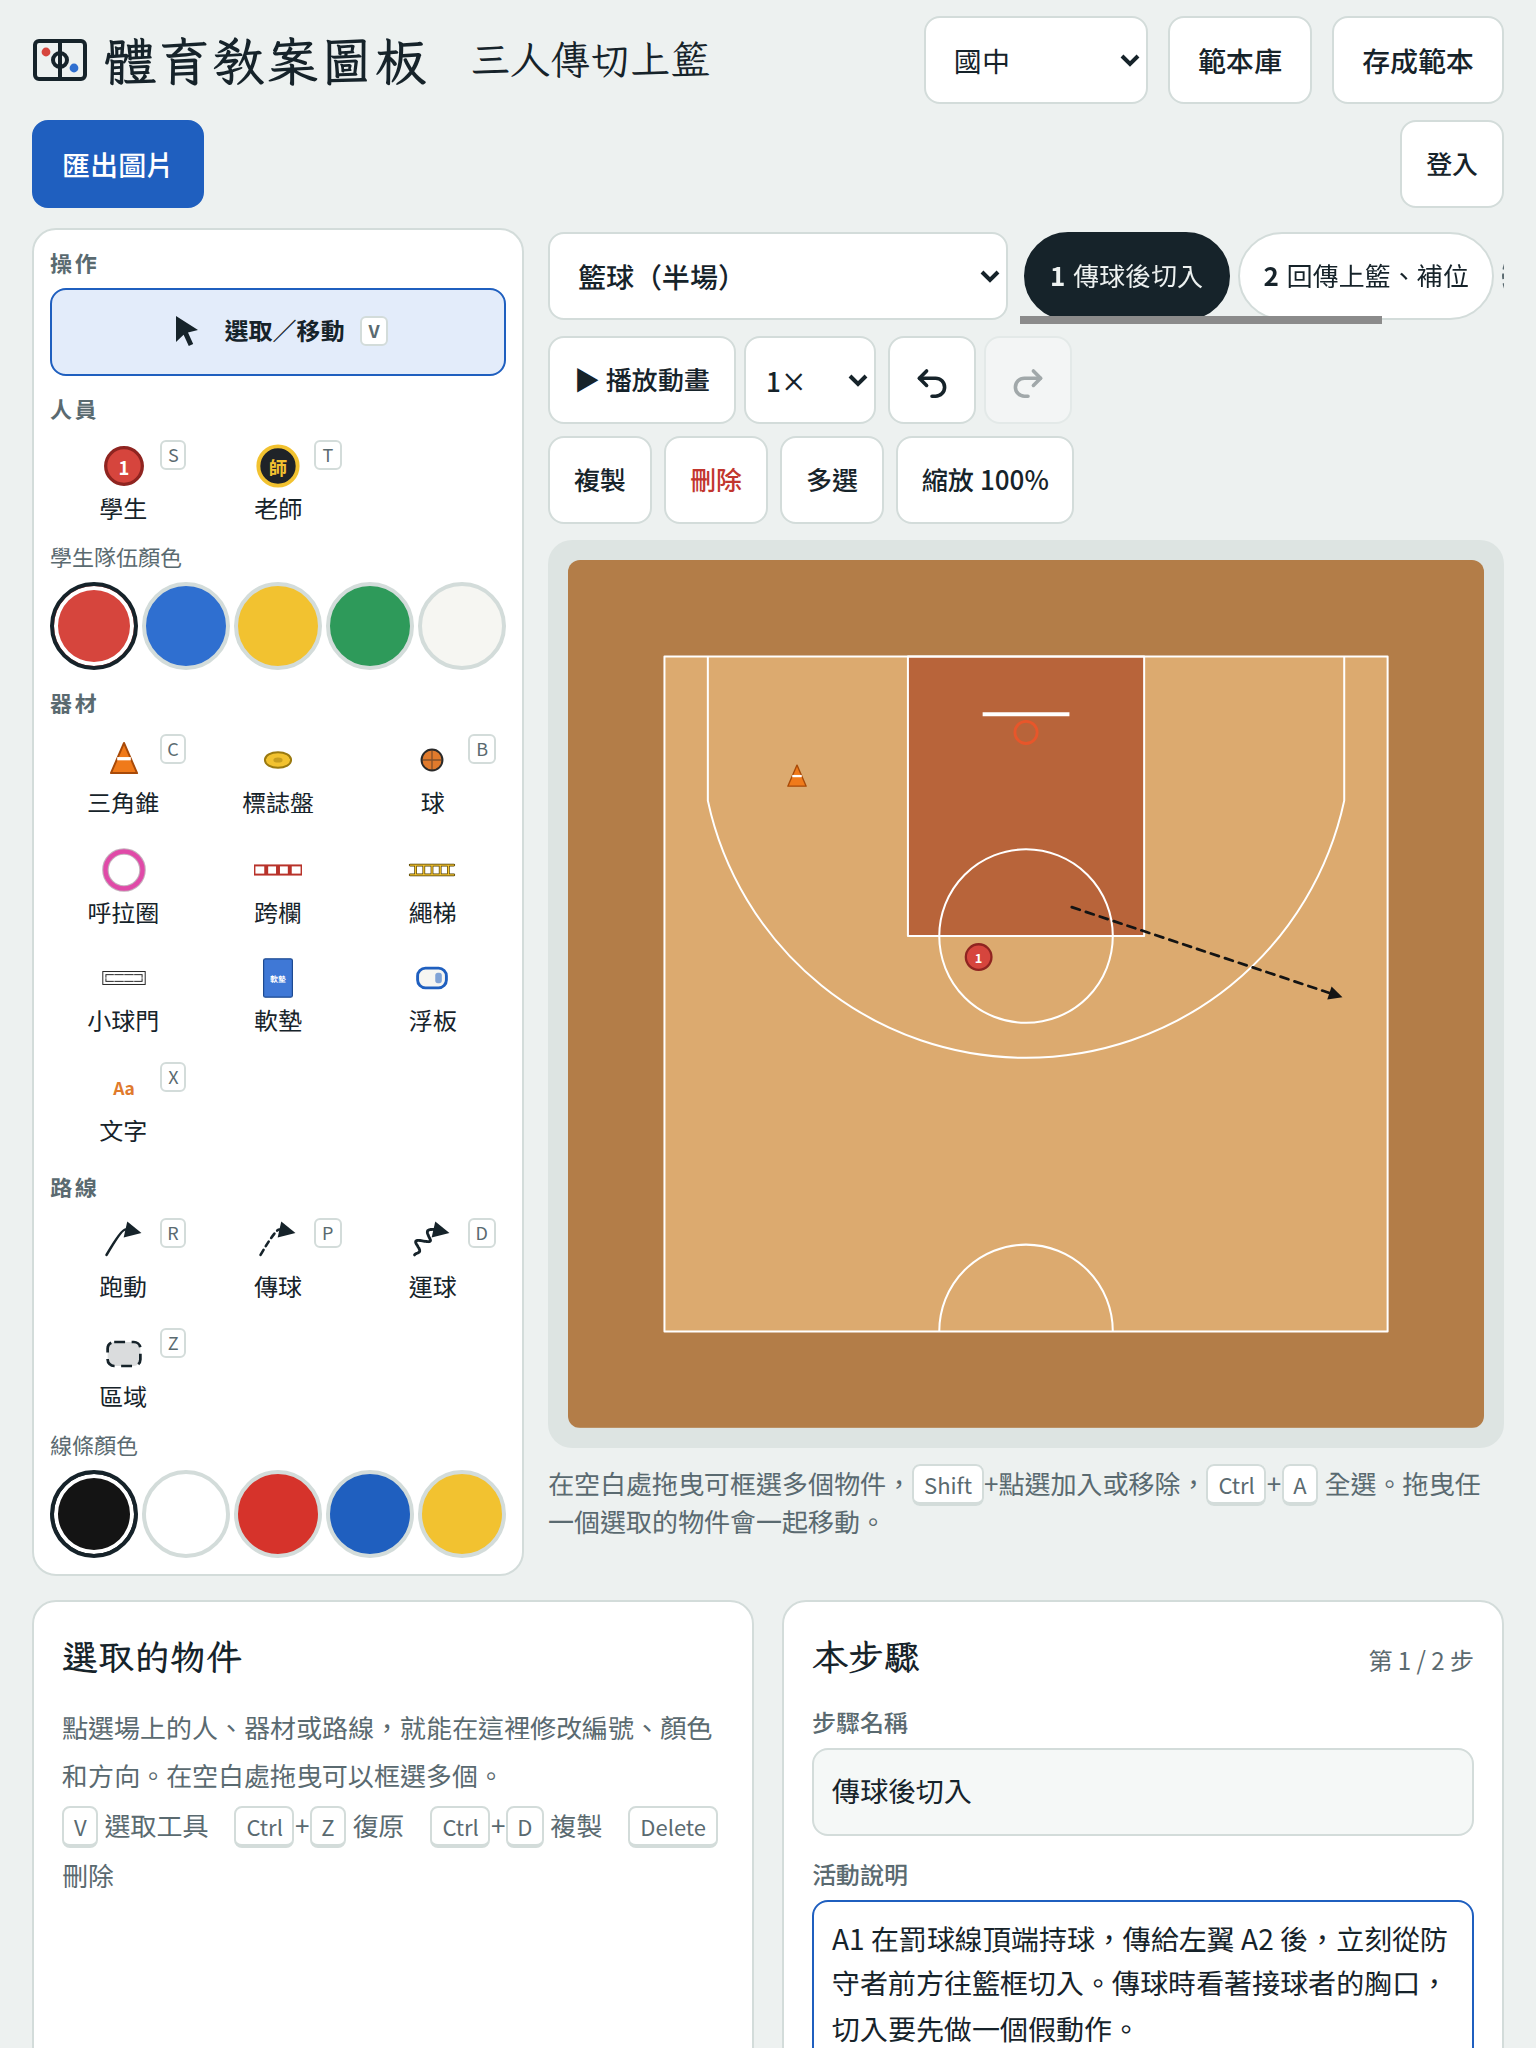 體育教案圖板 三人傳切上籃 國中 範本庫 存成範本
匯出圖片 登入
操作
選取／移動 V
人員
1 S 師 T
學生 老師
學生隊伍顏色
器材
C B
三角錐 標誌盤 球
呼拉圈 跨欄 繩梯
軟墊
小球門 軟墊 浮板
Aa X
文字
路線
R P D
跑動 傳球 運球
Z
區域
線條顏色
籃球（半場） 1 傳球後切入 2 回傳上籃、補位
▶ 播放動畫 1×
複製 刪除 多選 縮放 100%
1
在空白處拖曳可框選多個物件，Shift+點選加入或移除，Ctrl+A 全選。拖曳任
一個選取的物件會一起移動。
選取的物件
點選場上的人、器材或路線，就能在這裡修改編號、顏色
和方向。在空白處拖曳可以框選多個。
V 選取工具 Ctrl+Z 復原 Ctrl+D 複製 Delete
刪除
本步驟 第 1 / 2 步
步驟名稱
傳球後切入
活動說明
A1 在罰球線頂端持球，傳給左翼 A2 後，立刻從防
守者前方往籃框切入。傳球時看著接球者的胸口，
切入要先做一個假動作。